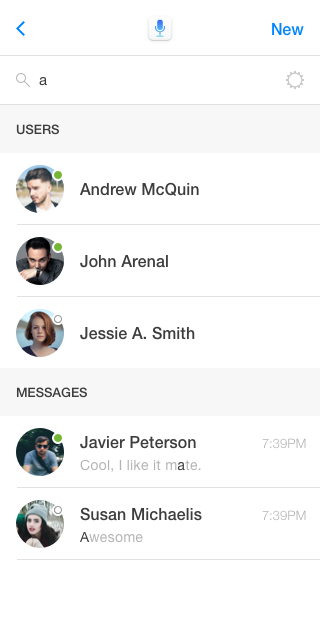 New
a
USERS
Andrew McQuin
John Arenal
Jessie A. Smith
MESSAGES
Javier Peterson 7:39PM
Cool, I like it mate.
Susan Michaelis 7:39PM
Awesome